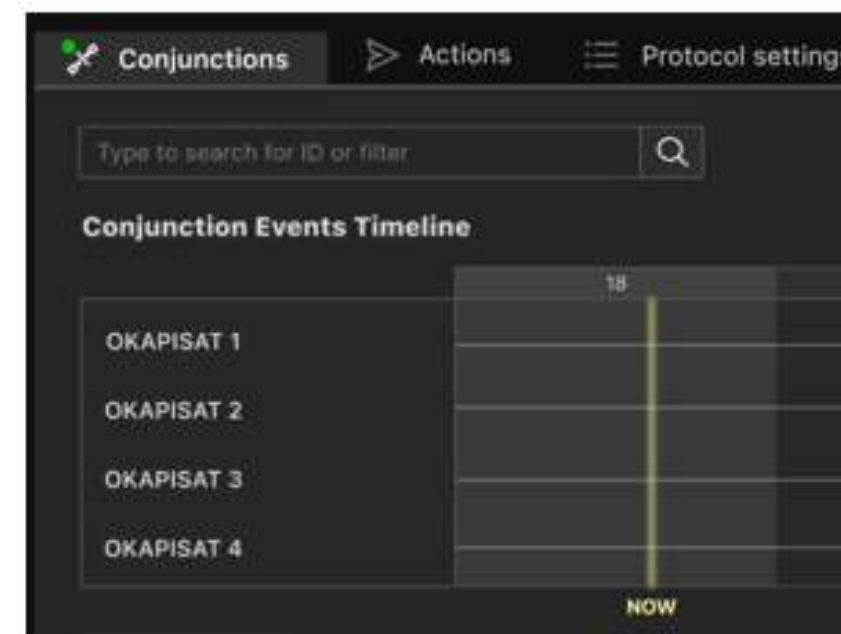 Conjunctions
Actions
Protocol setting
Type to search for ID or filter
Conjunction Events Timeline
18
OKAPISAT 1
OKAPISAT 2
OKAPISAT 3
OKAPISAT 4
NOW